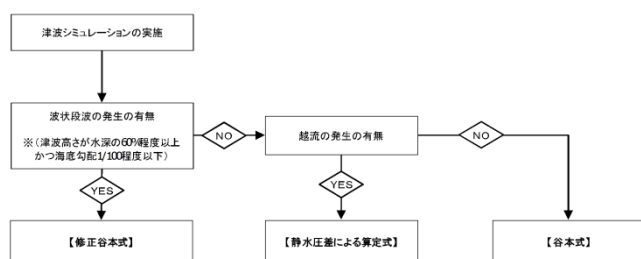 津波シミュレーションの実施
波状段波の発生の有無
※（津波高さが水深の60%程度以上
かつ海底勾配1/100程度以下）
NO
越流の発生の有無
NO
YES
YES
【修正谷本式】
【静水圧差による算定式】
【谷本式】